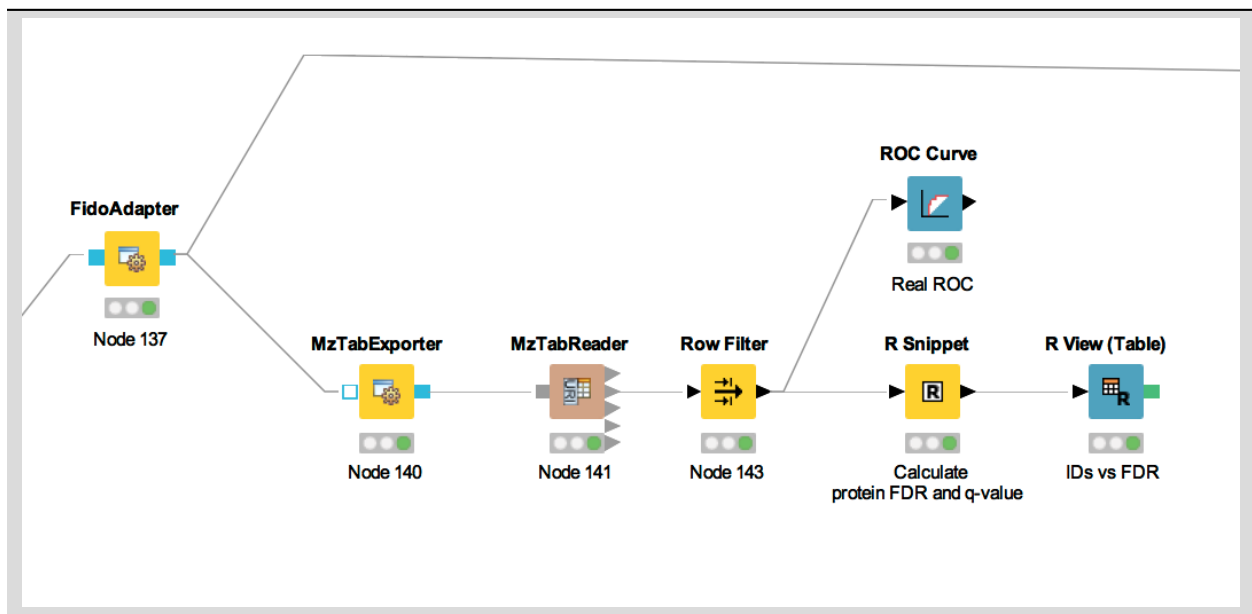 ROC Curve
Real ROC
FidoAdapter
Node 137
MzTabExporter
Node 140
MzTabReader
Node 141
Row Filter
Node 143
R Snippet
R
Calculate
protein FDR and q-value
R View (Table)
R
IDs vs FDR